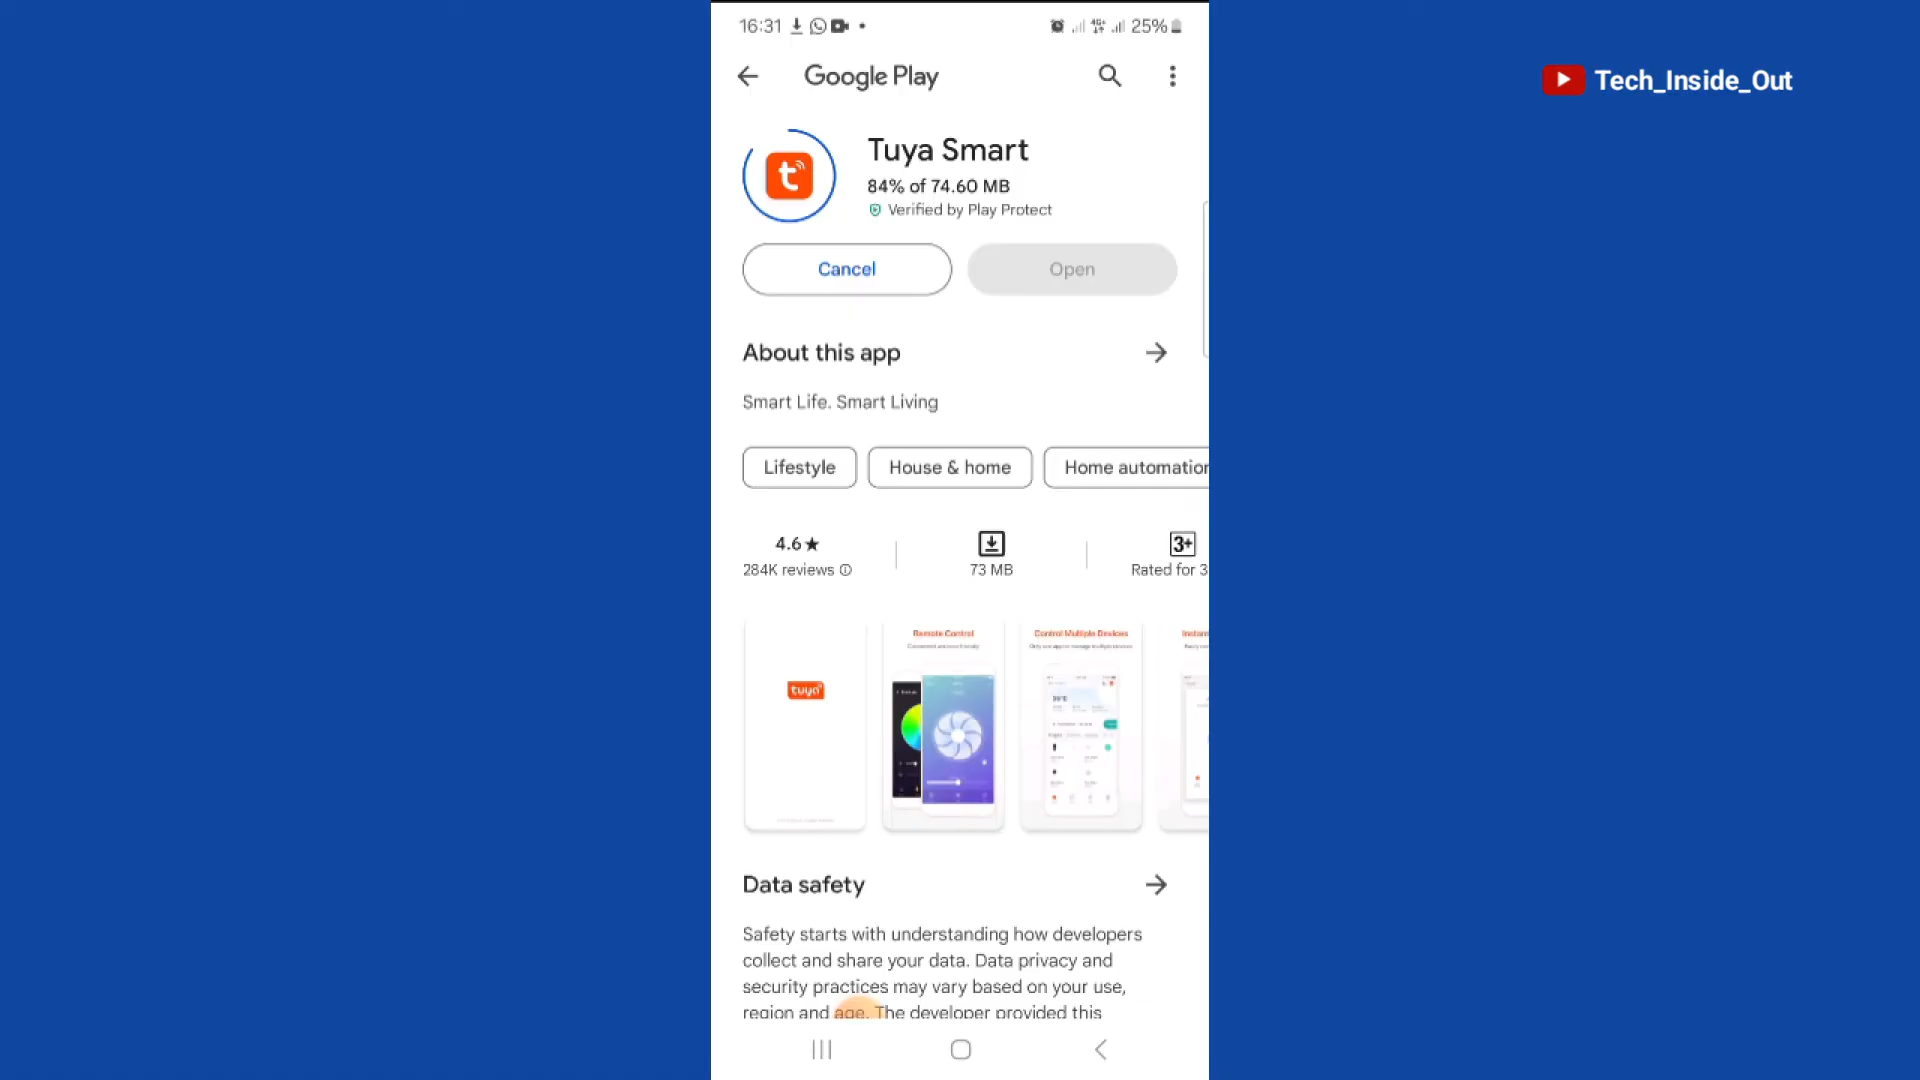 16:31
4G+
25%
Google Play
Tech_Inside_Out
Tuya Smart
84% of 74.60 MB
Verified by Play Protect
Cancel
Open
About this app
Smart Life. Smart Living
Lifestyle
House & home
Home automation
4.6★
3+
284K reviews
73 MB
Rated for 3
Remote Control
Control Multiple Devices
tuya
Data safety
Safety starts with understanding how developers
collect and share your data. Data privacy and
security practices may vary based on your use,
region and age. The developer provided this